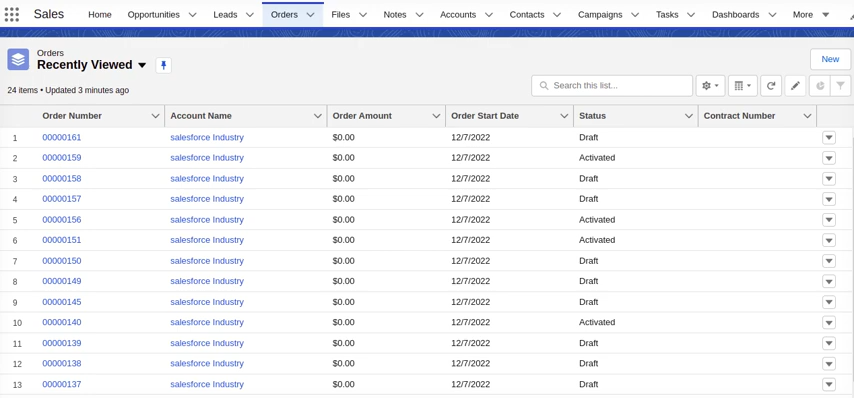 Sales Home Opportunities Leads Orders Files Notes Accounts Contacts Campaigns Tasks Dashboards More
Orders
Recently Viewed
New
24 items • Updated 3 minutes ago
Search this list...
Order Number Account Name Order Amount Order Start Date Status Contract Number
1 00000161 salesforce Industry $0.00 12/7/2022 Draft
2 00000159 salesforce Industry $0.00 12/7/2022 Activated
3 00000158 salesforce Industry $0.00 12/7/2022 Draft
4 00000157 salesforce Industry $0.00 12/7/2022 Draft
5 00000156 salesforce Industry $0.00 12/7/2022 Activated
6 00000151 salesforce Industry $0.00 12/7/2022 Activated
7 00000150 salesforce Industry $0.00 12/7/2022 Draft
8 00000149 salesforce Industry $0.00 12/7/2022 Draft
9 00000145 salesforce Industry $0.00 12/7/2022 Draft
10 00000140 salesforce Industry $0.00 12/7/2022 Activated
11 00000139 salesforce Industry $0.00 12/7/2022 Draft
12 00000138 salesforce Industry $0.00 12/7/2022 Draft
13 00000137 salesforce Industry $0.00 12/7/2022 Draft